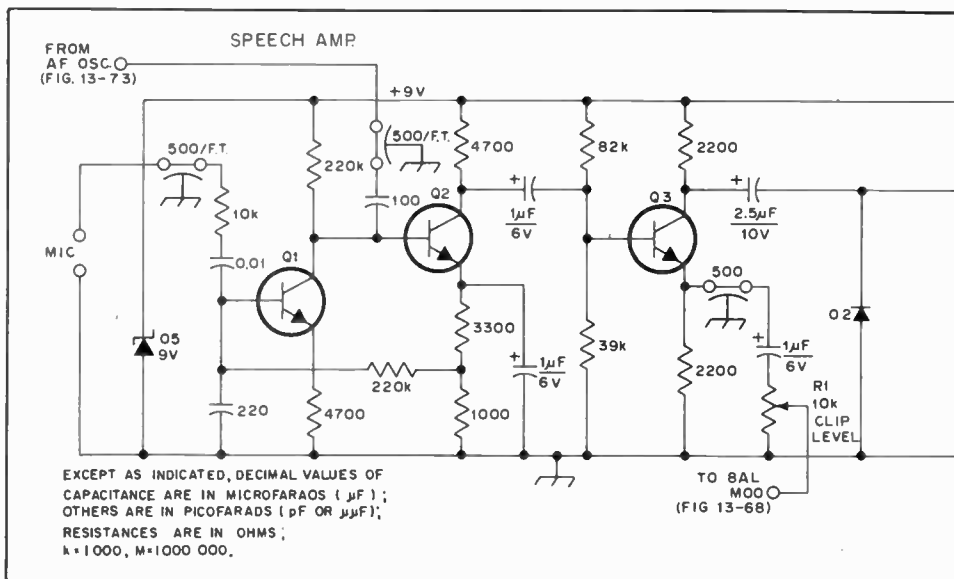 SPEECH AMP.
FROM
AF OSC.
(FIG. 13-73)
+9V
500/F.T.
500/F.T.
220k
4700
82k
2200
10k
100
Q2
+
1µF
6V
Q3
+
2.5µF
10V
MIC
0.01
Q1
500
D5
9V
3300
39k
+
1µF
6V
2200
+
1µF
6V
D2
220k
R1
10k
CLIP
LEVEL
220
4700
1000
EXCEPT AS INDICATED, DECIMAL VALUES OF
CAPACITANCE ARE IN MICROFARADS ( µF ) ;
OTHERS ARE IN PICOFARADS ( pF OR µµF);
RESISTANCES ARE IN OHMS ;
k=1000, M=1000 000.
TO BAL
MOD
(FIG 13-68)